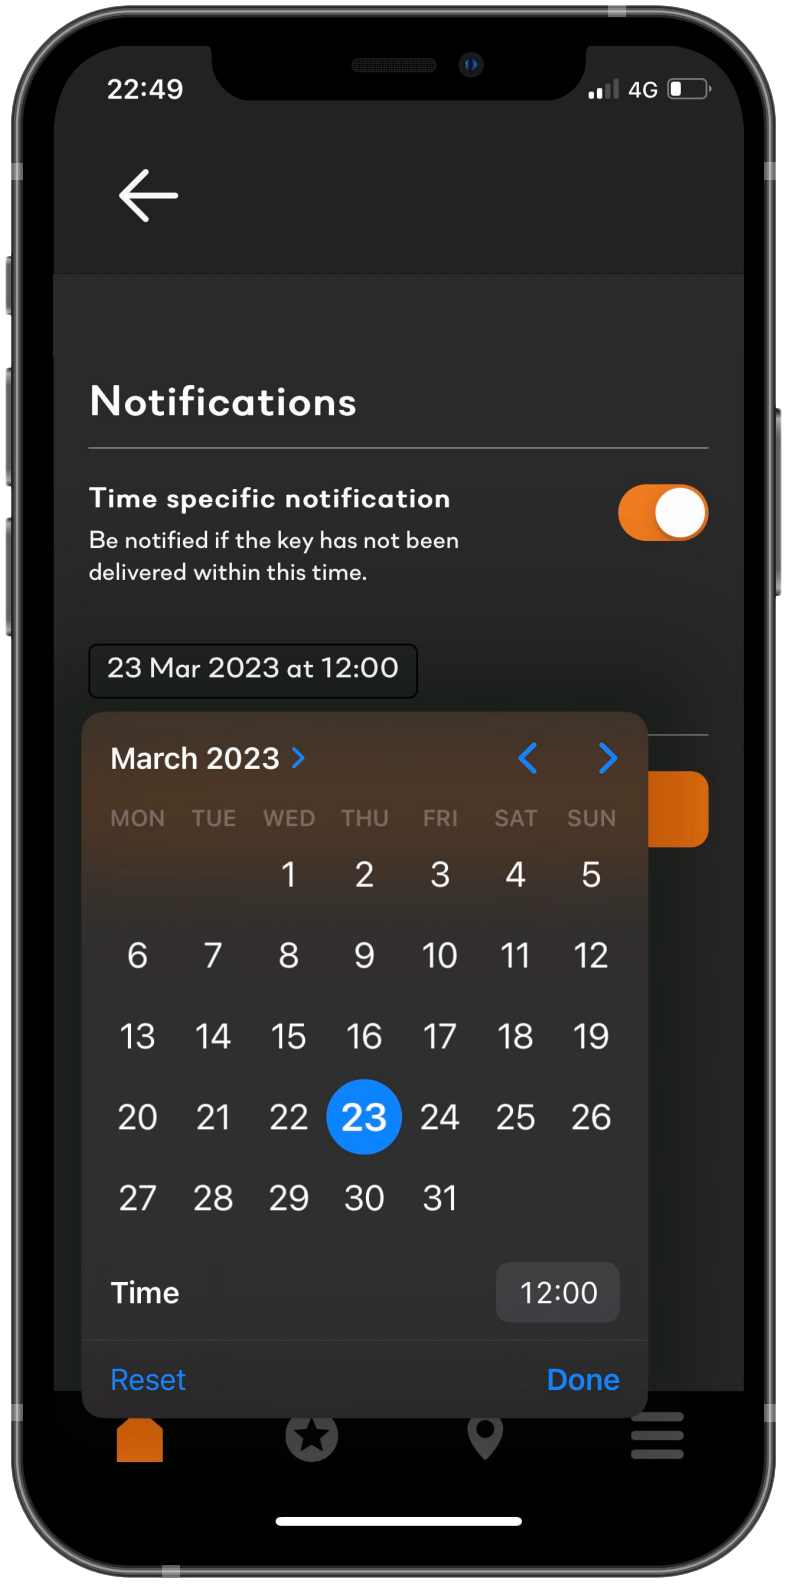 22:49 4G
Notifications
Time specific notification
Be notified if the key has not been
delivered within this time.
23 Mar 2023 at 12:00
March 2023
MON TUE WED THU FRI SAT SUN
1 2 3 4 5
6 7 8 9 10 11 12
13 14 15 16 17 18 19
20 21 22 23 24 25 26
27 28 29 30 31
Time 12:00
Reset Done